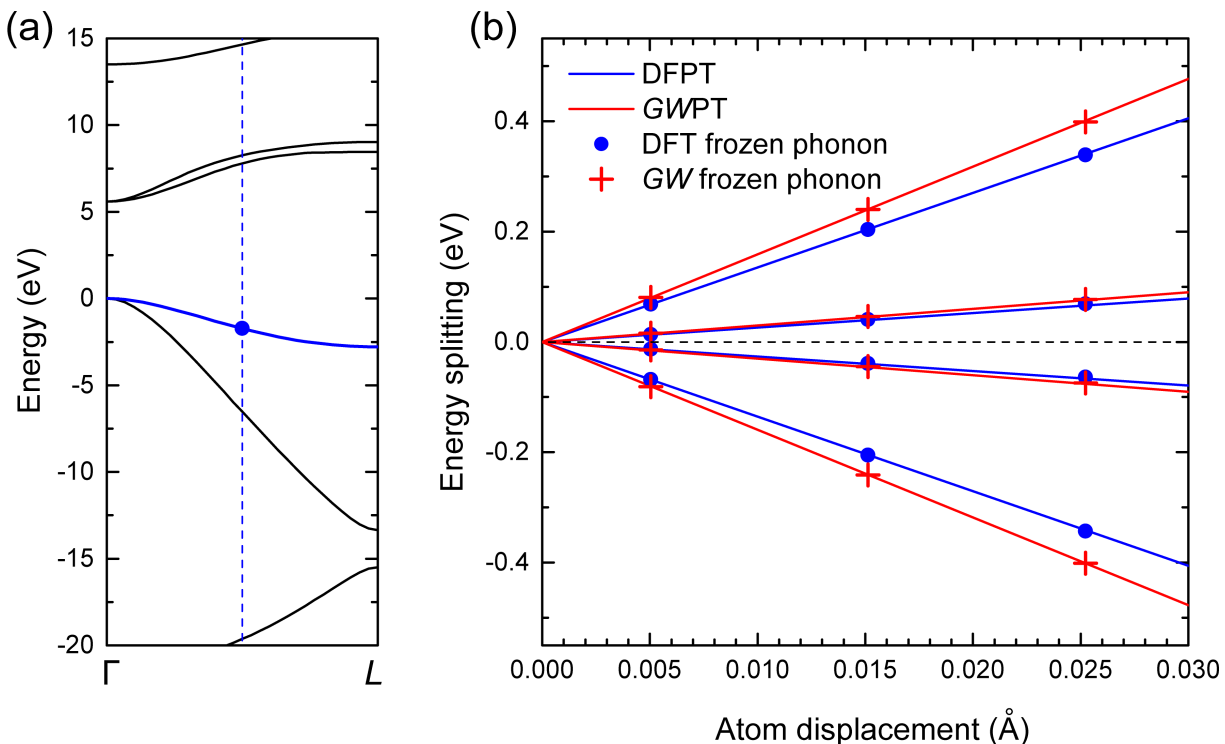 (a)
15
10
5
0
-5
-10
-15
-20
Energy (eV)
Γ
L
(b)
DFPT
GWPT
DFT frozen phonon
GW frozen phonon
0.4
0.2
0.0
-0.2
-0.4
Energy splitting (eV)
0.000 0.005 0.010 0.015 0.020 0.025 0.030
Atom displacement (Å)